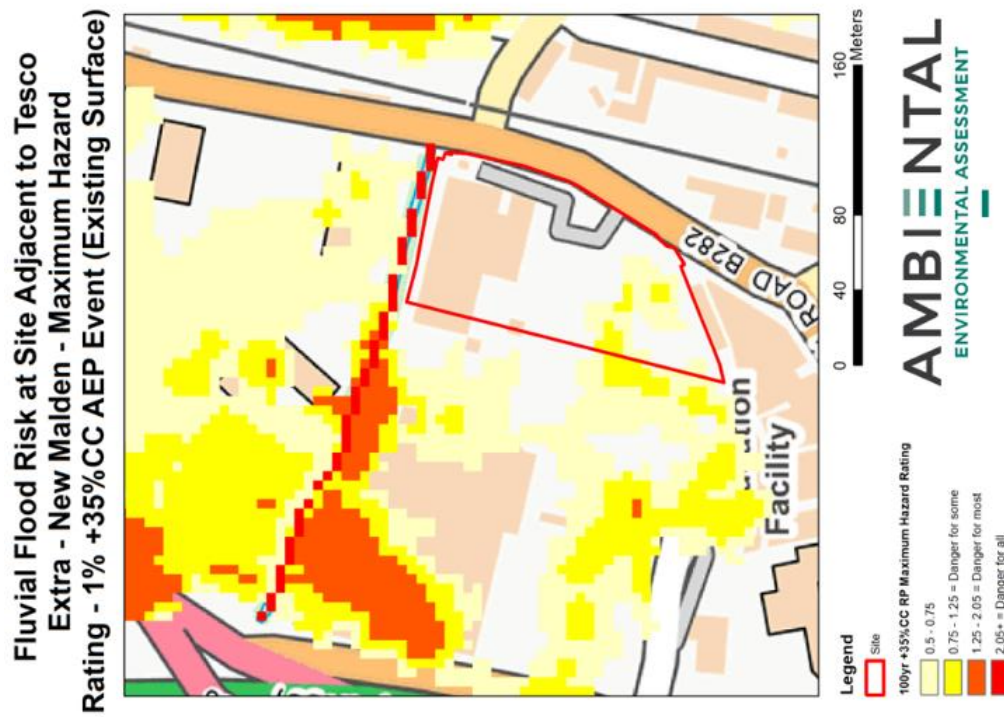 Fluvial Flood Risk at Site Adjacent to Tesco
Extra - New Malden - Maximum Hazard
Rating - 1% +35%CC AEP Event (Existing Surface)
ROAD B282
ROAD
Facility
Legend
Site
100yr +35%CC RP Maximum Hazard Rating
0.5 - 0.75
0.75 - 1.25 = Danger for some
1.25 - 2.05 = Danger for most
2.05+ = Danger for all
0 40 80 160
Meters
AMBIENTAL
ENVIRONMENTAL ASSESSMENT